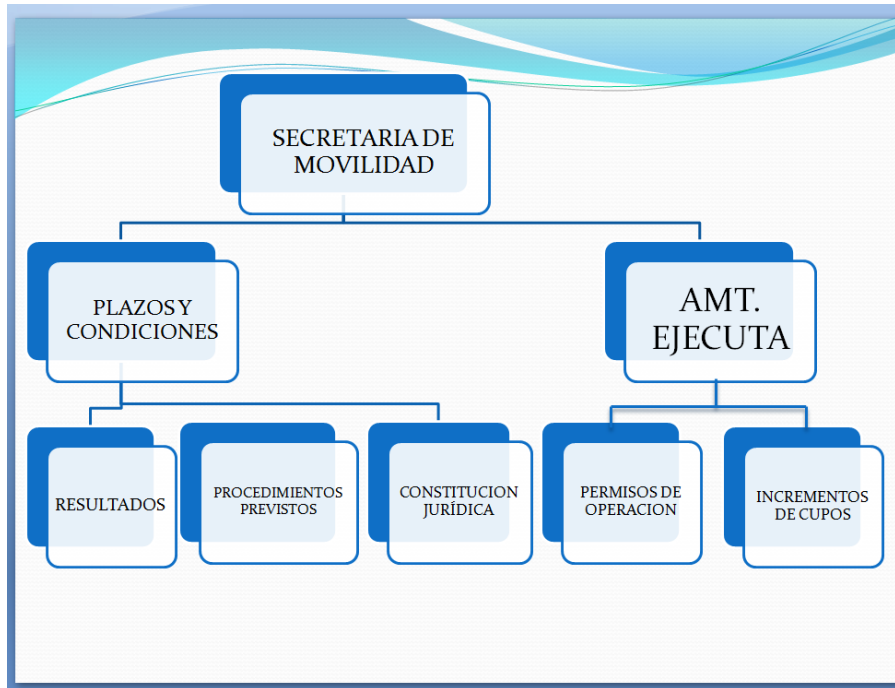 SECRETARIA DE
MOVILIDAD
PLAZOS Y
CONDICIONES
AMT.
EJECUTA
RESULTADOS
PROCEDIMIENTOS
PREVISTOS
CONSTITUCION
JURÍDICA
PERMISOS DE
OPERACION
INCREMENTOS
DE CUPOS